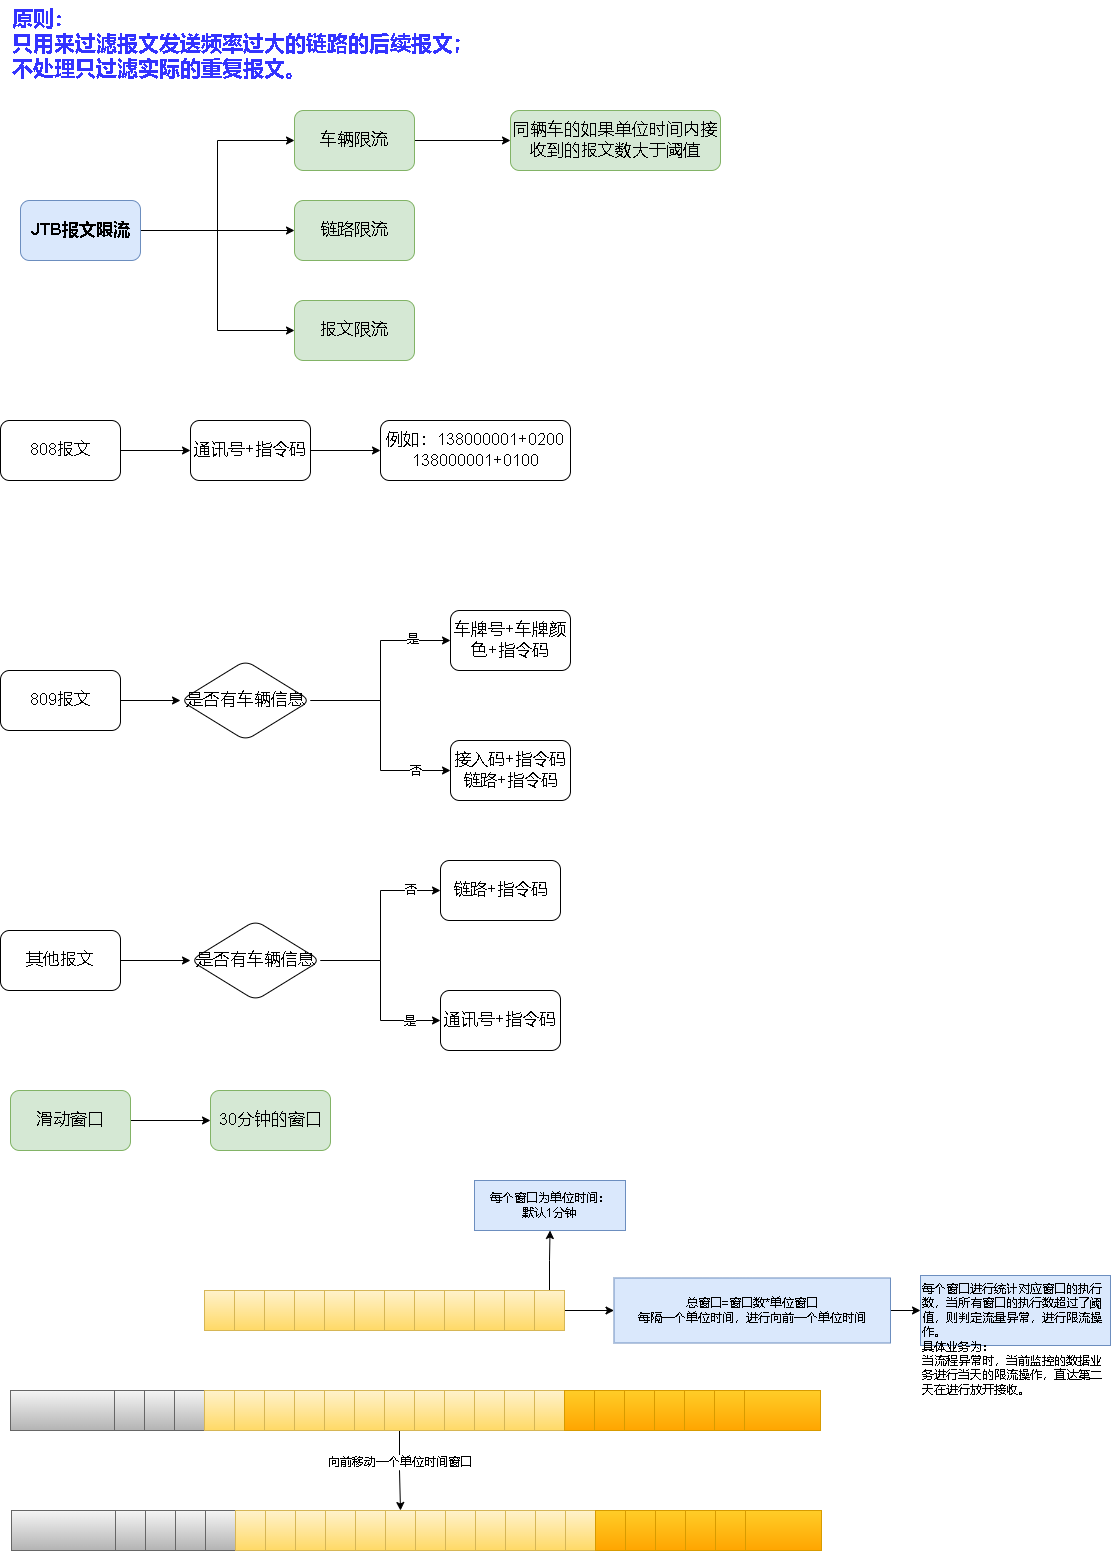 原则：
只用来过滤报文发送频率过大的链路的后续报文；
不处理只过滤实际的重复报文。
车辆限流
同辆车的如果单位时间内接
收到的报文数大于阈值
JTB报文限流
链路限流
报文限流
808报文
通讯号+指令码
例如：138000001+0200
138000001+0100
809报文
是否有车辆信息
是
车牌号+车牌颜
色+指令码
否
接入码+指令码
链路+指令码
其他报文
是否有车辆信息
否
链路+指令码
是
通讯号+指令码
滑动窗口
30分钟的窗口
每个窗口为单位时间：
默认1分钟
总窗口=窗口数*单位窗口
每隔一个单位时间，进行向前一个单位时间
每个窗口进行统计对应窗口的执行
数，当所有窗口的执行数超过了阈
值，则判定流量异常，进行限流操
作。
具体业务为：
当流程异常时，当前监控的数据业
务进行当天的限流操作，直达第二
天在进行放开接收。
向前移动一个单位时间窗口